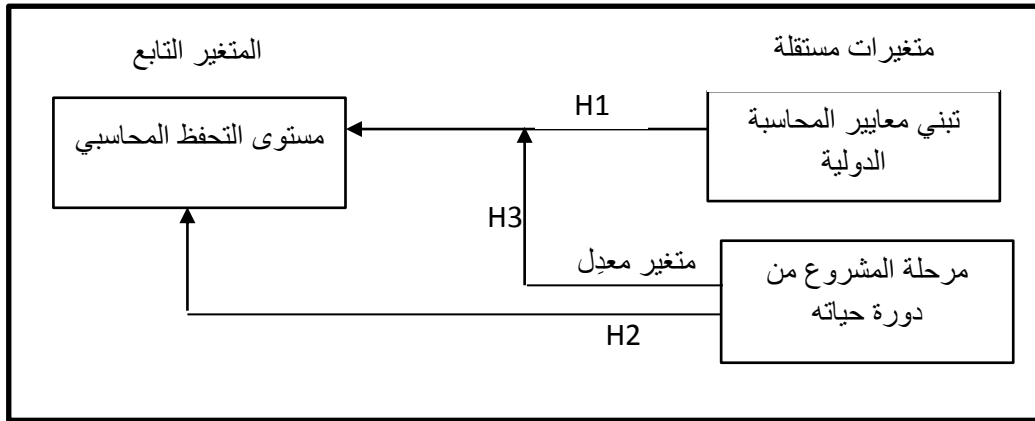 متغيرات مستقلة
المتغير التابع
تبني معايير المحاسبة
الدولية
H1
مستوى التحفظ المحاسبي
H3
متغير معدِل
مرحلة المشروع من
دورة حياته
H2